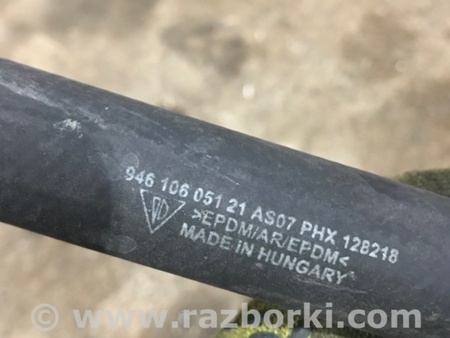 946 106 051 21 AS07 PHX 128218
>EPDM/AR/EPDM<
MADE iN HUNGARY
www.razborki.com